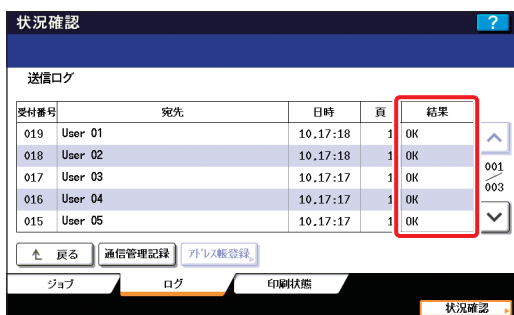 状況確認 ?
送信ログ
受付番号 宛先 日時 頁 結果
019 User 01 10.17:18 1 OK
018 User 02 10.17:18 1 OK
017 User 03 10.17:17 1 OK
016 User 04 10.17:17 1 OK
015 User 05 10.17:17 1 OK
001
003
戻る 通信管理記録 ｱﾄﾞﾚｽ帳登録
ジョブ ログ 印刷状態
状況確認